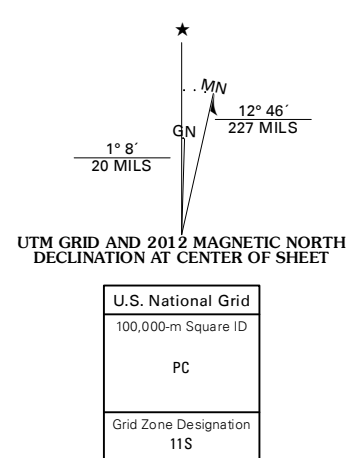 ★
MN
GN
12° 46´
227 MILS
1° 8´
20 MILS
UTM GRID AND 2012 MAGNETIC NORTH
DECLINATION AT CENTER OF SHEET
U.S. National Grid
100,000-m Square ID
PC
Grid Zone Designation
11S